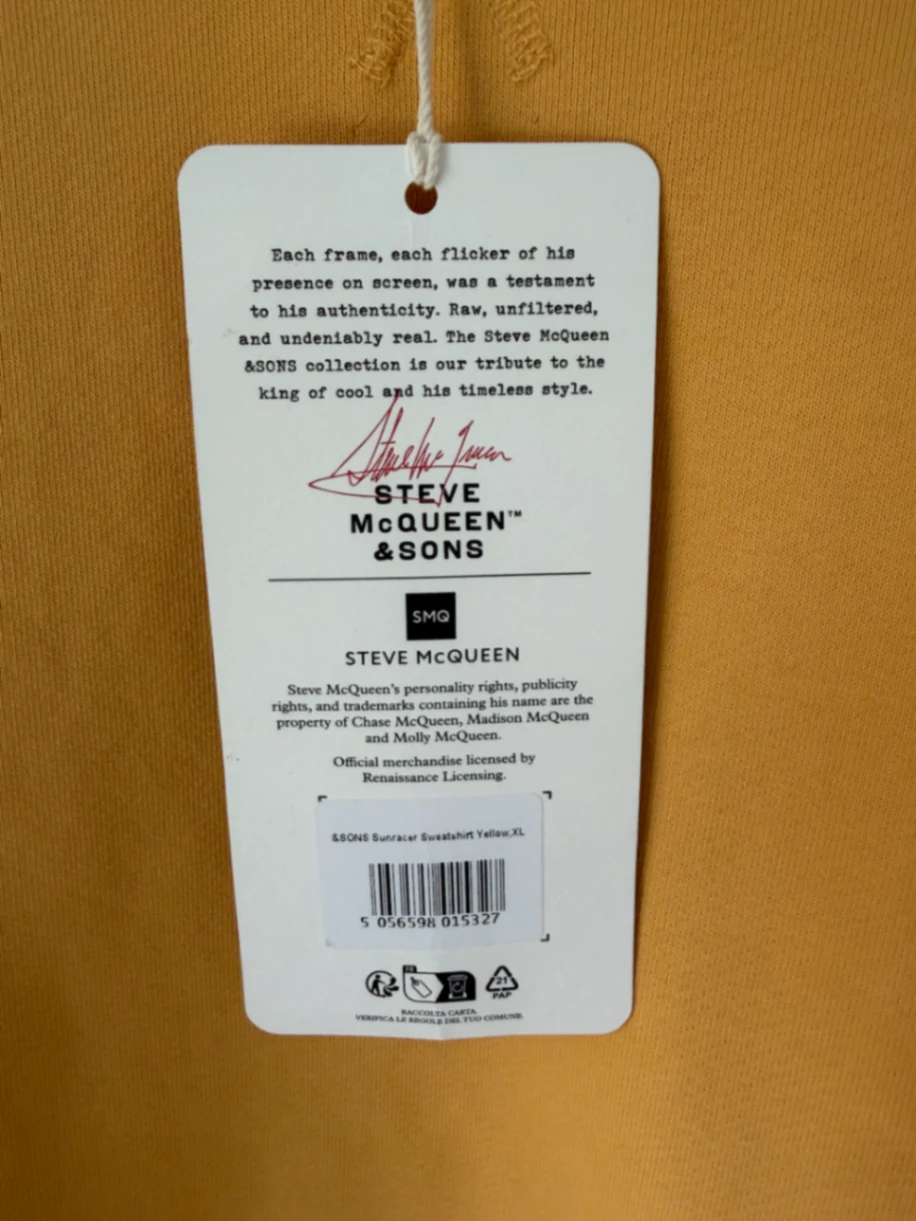 Each frame, each flicker of his
presence on screen, was a testament
to his authenticity. Raw, unfiltered,
and undeniably real. The Steve McQueen
&SONS collection is our tribute to the
king of cool and his timeless style.
Steve McQueen
STEVE
McQUEEN™
&SONS
SMQ
STEVE McQUEEN
Steve McQueen's personality rights, publicity
rights, and trademarks containing his name are the
property of Chase McQueen, Madison McQueen
and Molly McQueen.
Official merchandise licensed by
Renaissance Licensing.
&SONS Sunracer Sweatshirt Yellow,XL
5 056598 015327
FR
21
PAP
RACCOLTA CARTA.
VERIFICA LE REGOLE DEL TUO COMUNE.